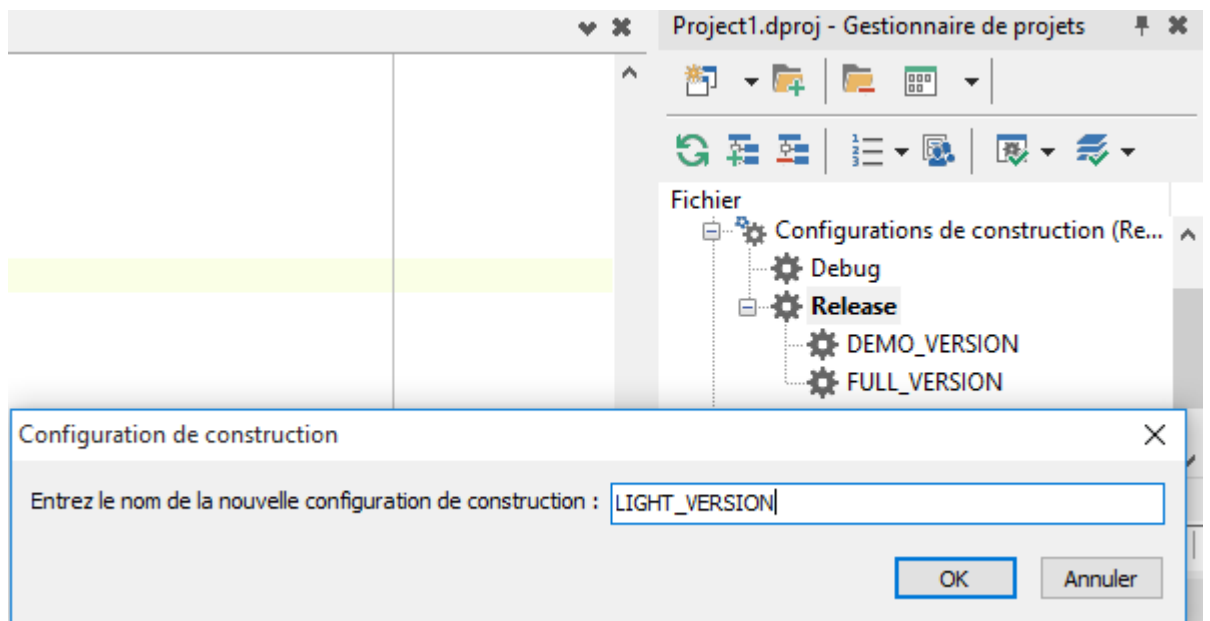 Project1.dproj - Gestionnaire de projets
Fichier
Configurations de construction (Re...
Debug
Release
DEMO_VERSION
FULL_VERSION
Configuration de construction
Entrez le nom de la nouvelle configuration de construction : LIGHT_VERSION
OK Annuler